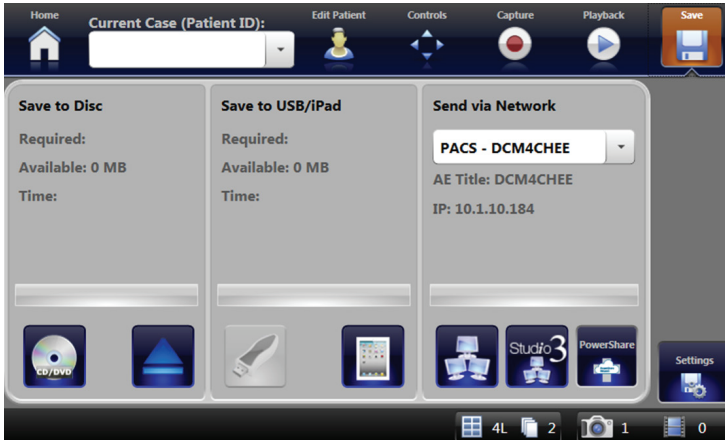 Home
Current Case (Patient ID):
Edit Patient
Controls
Capture
Playback
Save
Save to Disc
Required:
Available: 0 MB
Time:
CD/DVD
Save to USB/iPad
Required:
Available: 0 MB
Time:
Send via Network
PACS - DCM4CHEE
AE Title: DCM4CHEE
IP: 10.1.10.184
Studio3
PowerShare
Settings
4L 2 1 0